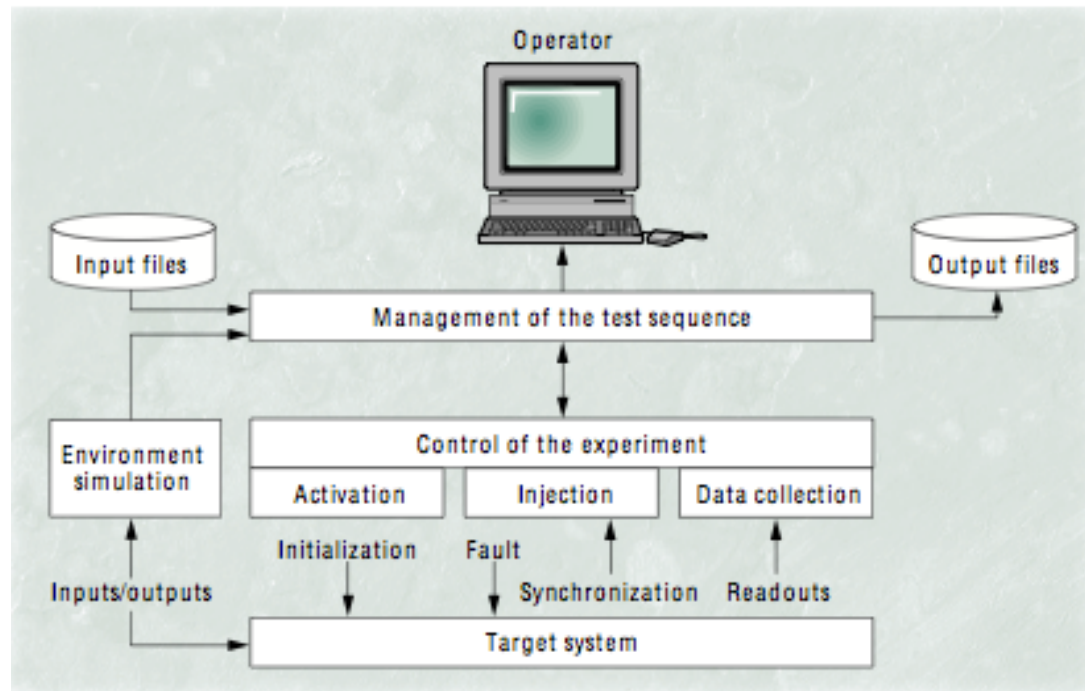 Operator
Input files
Output files
Management of the test sequence
Control of the experiment
Environment
simulation
Activation
Injection
Data collection
Initialization
Fault
Inputs/outputs
Synchronization
Readouts
Target system